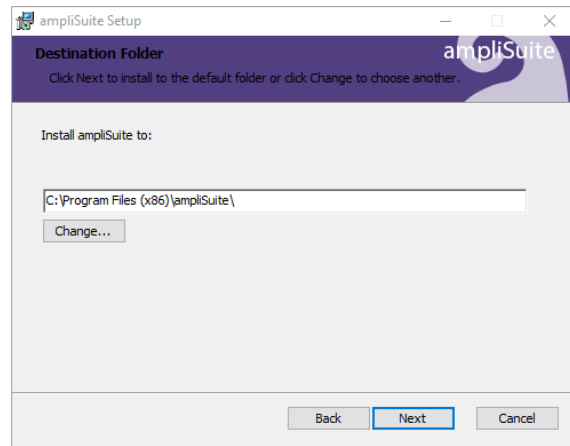 ampliSuite Setup
Destination Folder
ampliSuite
Click Next to install to the default folder or click Change to choose another.
Install ampliSuite to:
C:\Program Files (x86)\ampliSuite\
Change...
Back
Next
Cancel